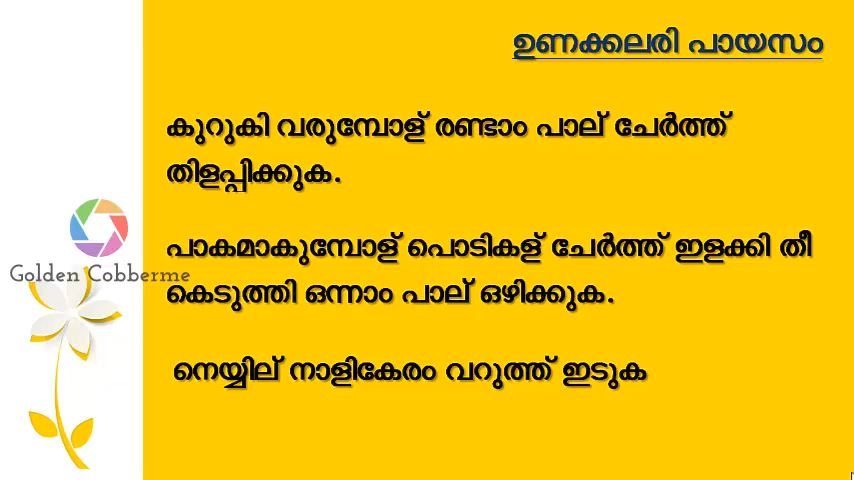 ഉണക്കലരി പായസം
കുറുകി വരുമ്പോള് രണ്ടാം പാല് ചേർത്ത്
തിളപ്പിക്കുക.
പാകമാകുമ്പോള് പൊടികള് ചേർത്ത് ഇളക്കി തീ
Golden Cobberme
കെടുത്തി ഒന്നാം പാല് ഒഴിക്കുക.
നെയ്യില് നാളികേരം വറുത്ത് ഇടുക